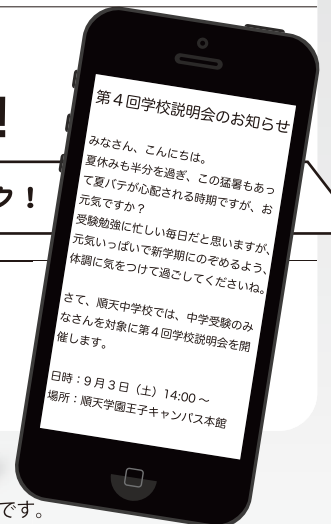 ！
ク！
第４回学校説明会のお知らせ
みなさん、こんにちは。
夏休みも半分を過ぎ、この猛暑もあっ
て夏バテが心配される時期ですが、お
元気ですか？
受験勉強に忙しい毎日だと思いますが、
元気いっぱいで新学期にのぞめるよう、
体調に気をつけて過ごしてくださいね。
さて、順天中学校では、中学受験のみ
なさんを対象に第４回学校説明会を開
催します。
日時：９月３日（土）14:00～
場所：順天学園王子キャンパス本館
です。